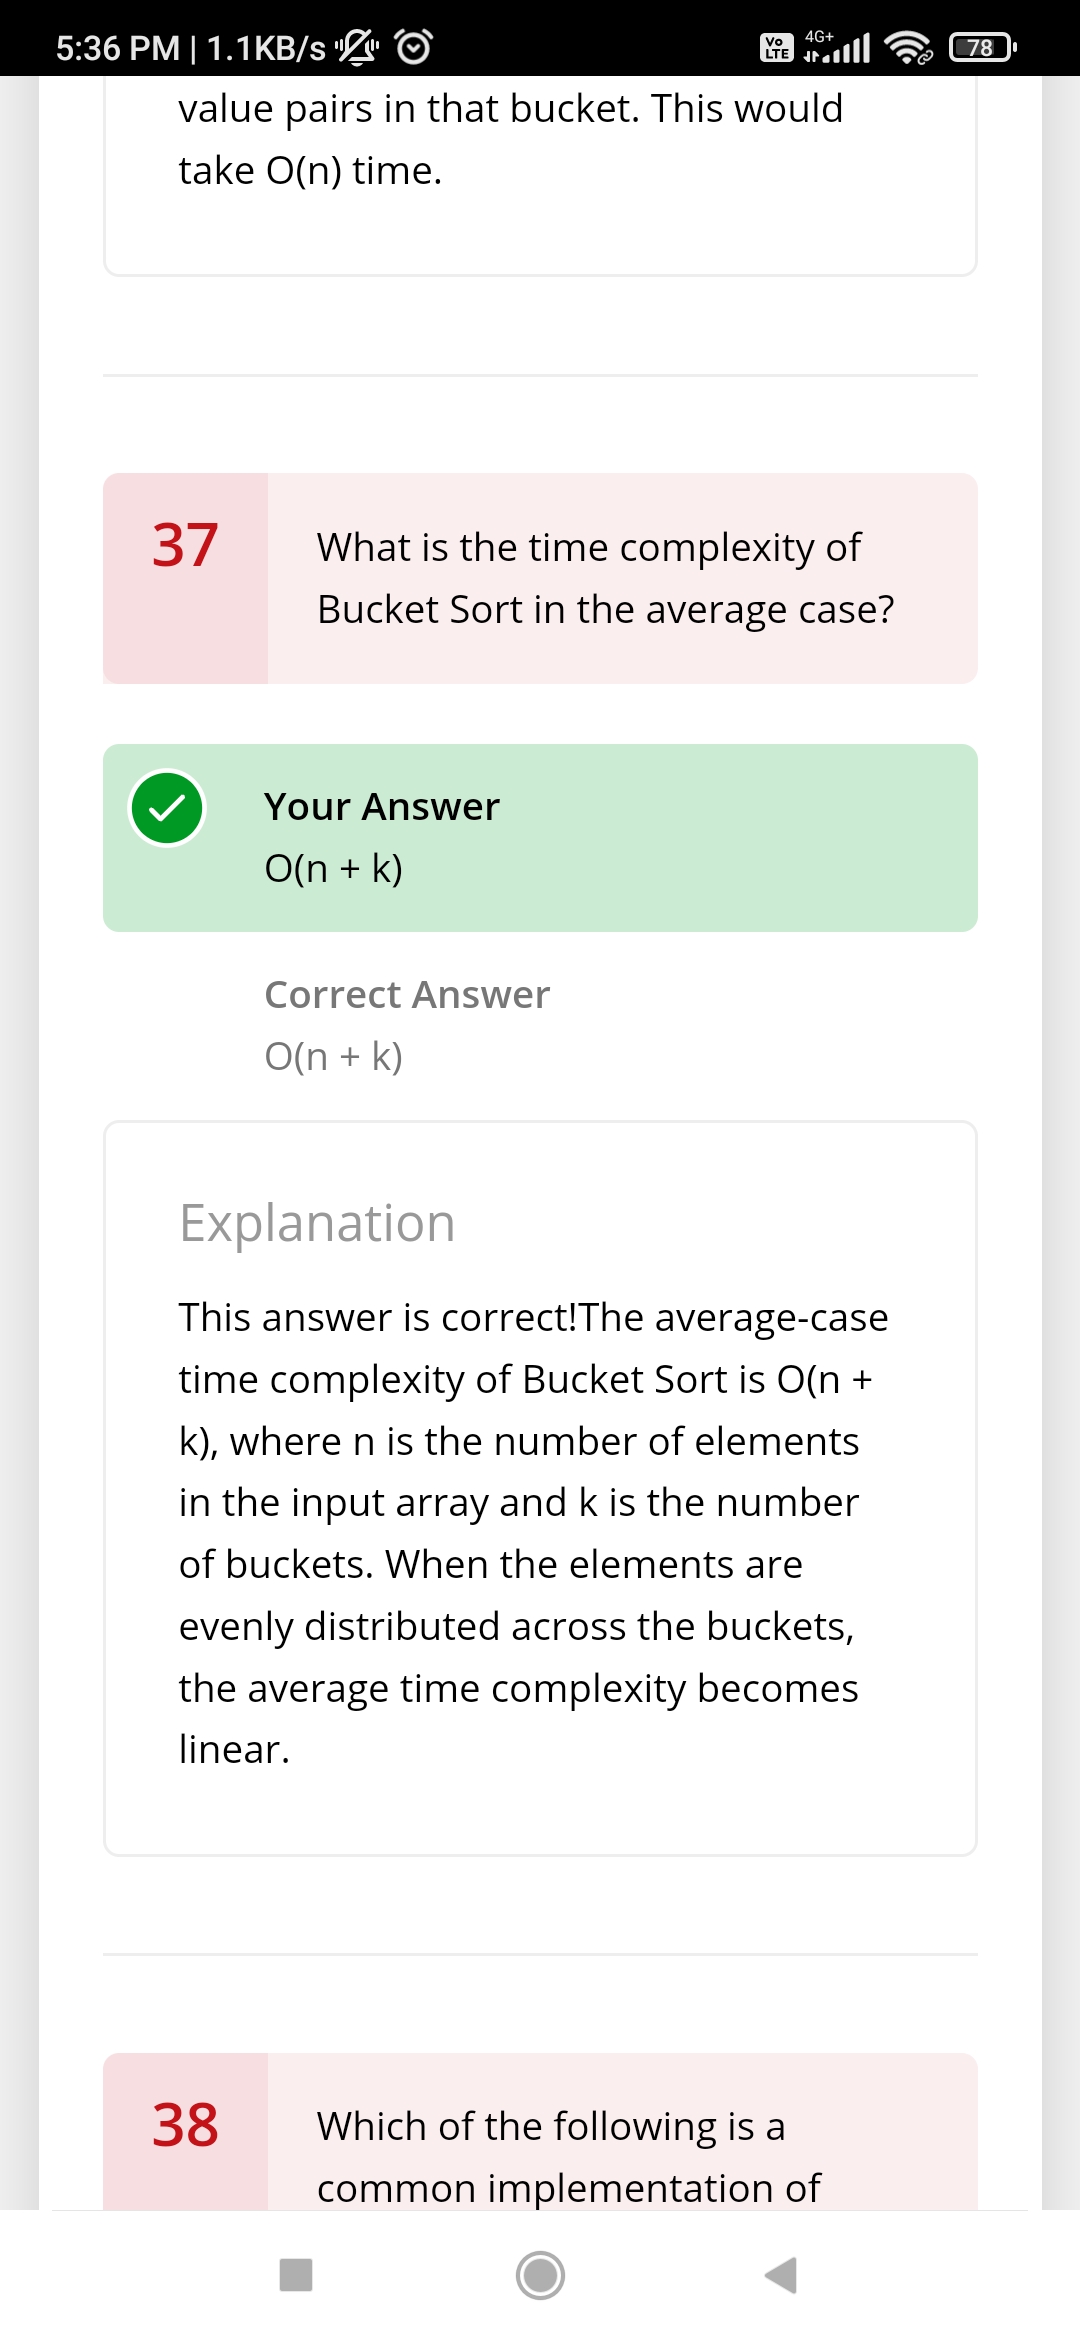 5:36 PM | 1.1KB/s Vo LTE 4G+ 78
value pairs in that bucket. This would
take O(n) time.
37
What is the time complexity of
Bucket Sort in the average case?
Your Answer
O(n + k)
Correct Answer
O(n + k)
Explanation
This answer is correct!The average-case
time complexity of Bucket Sort is O(n +
k), where n is the number of elements
in the input array and k is the number
of buckets. When the elements are
evenly distributed across the buckets,
the average time complexity becomes
linear.
38
Which of the following is a
common implementation of